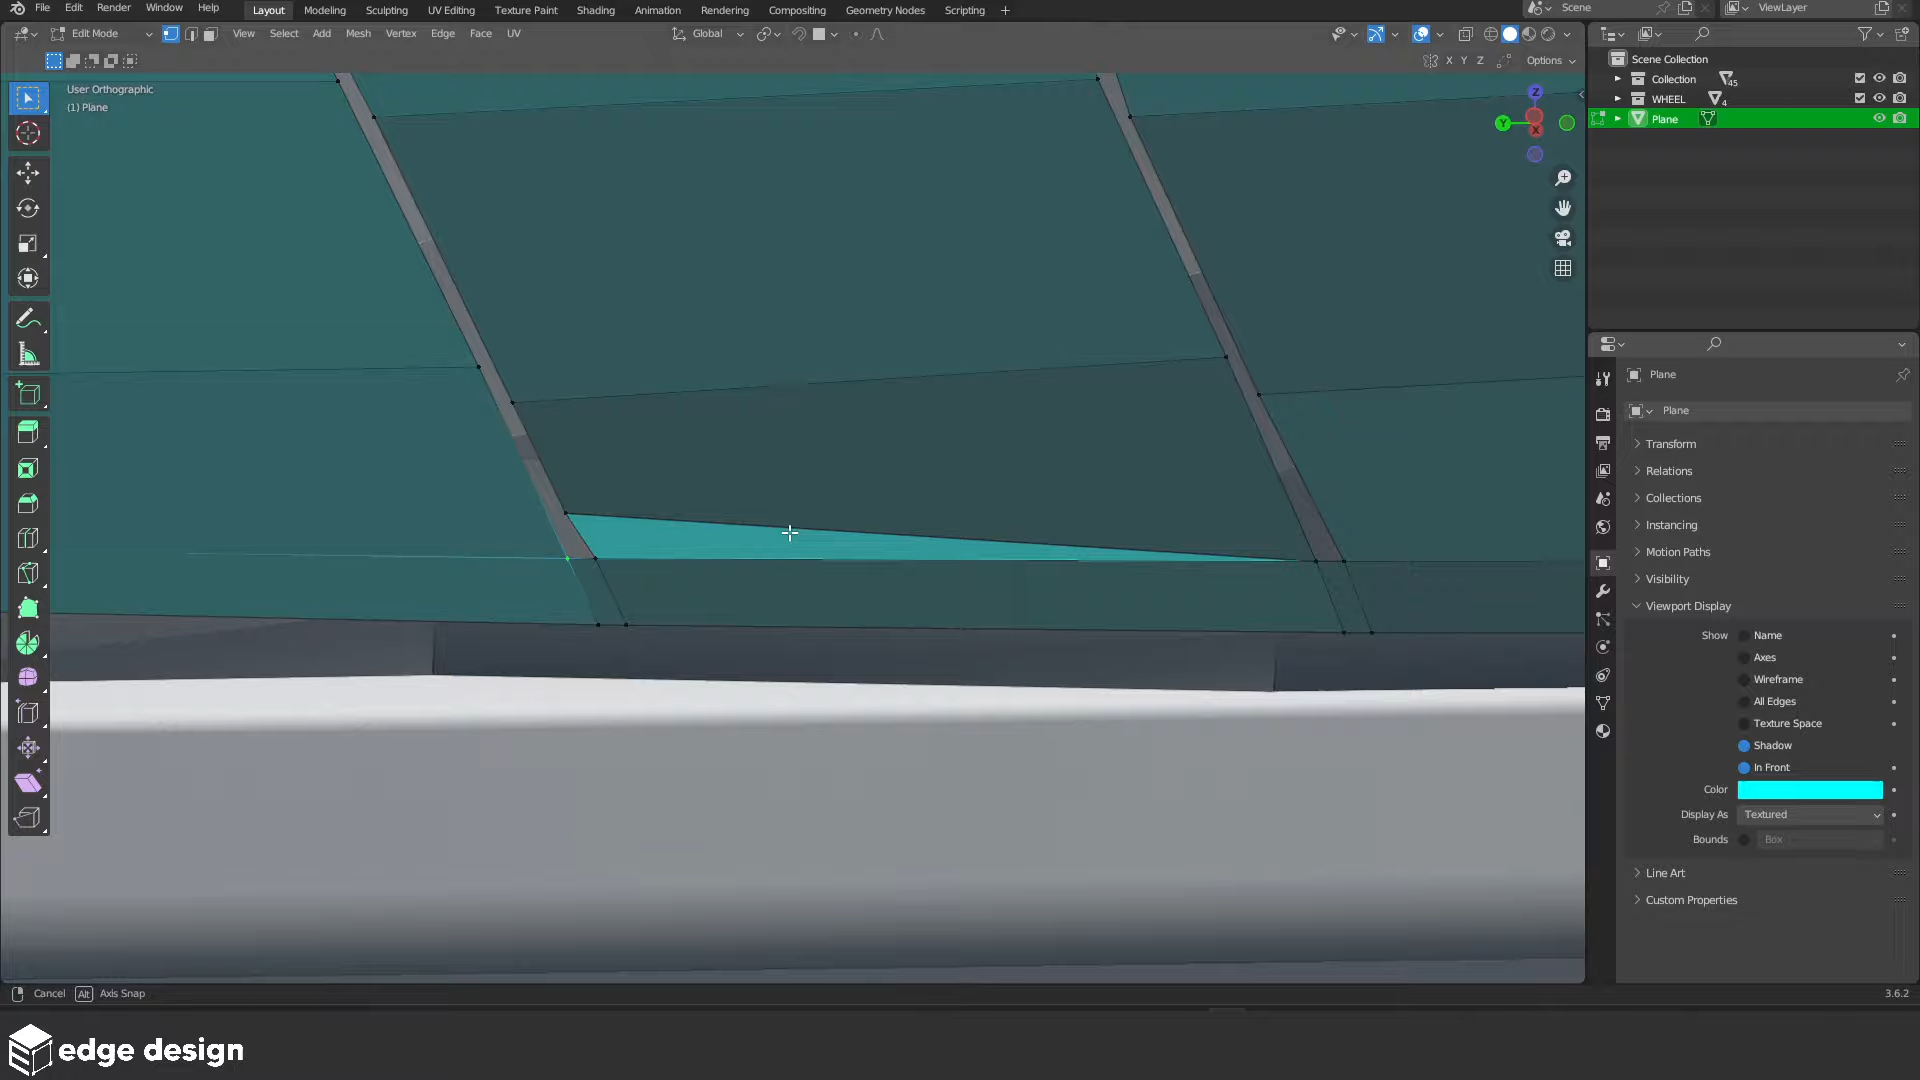 File Edit Render Window Help
Layout Modeling Sculpting UV Editing Texture Paint Shading Animation Rendering Compositing Geometry Nodes Scripting +
Scene
ViewLayer
Edit Mode
View Select Add Mesh Vertex Edge Face UV
Global
X Y Z
Options
User Orthographic
(1) Plane
Z
Y
X
Scene Collection
Collection 45
WHEEL 4
Plane
Plane
Plane
Transform
Relations
Collections
Instancing
Motion Paths
Visibility
Viewport Display
Show Name
Axes
Wireframe
All Edges
Texture Space
Shadow
In Front
Color
Display As Textured
Bounds Box
Line Art
Custom Properties
Cancel Alt Axis Snap
3.6.2
edge design